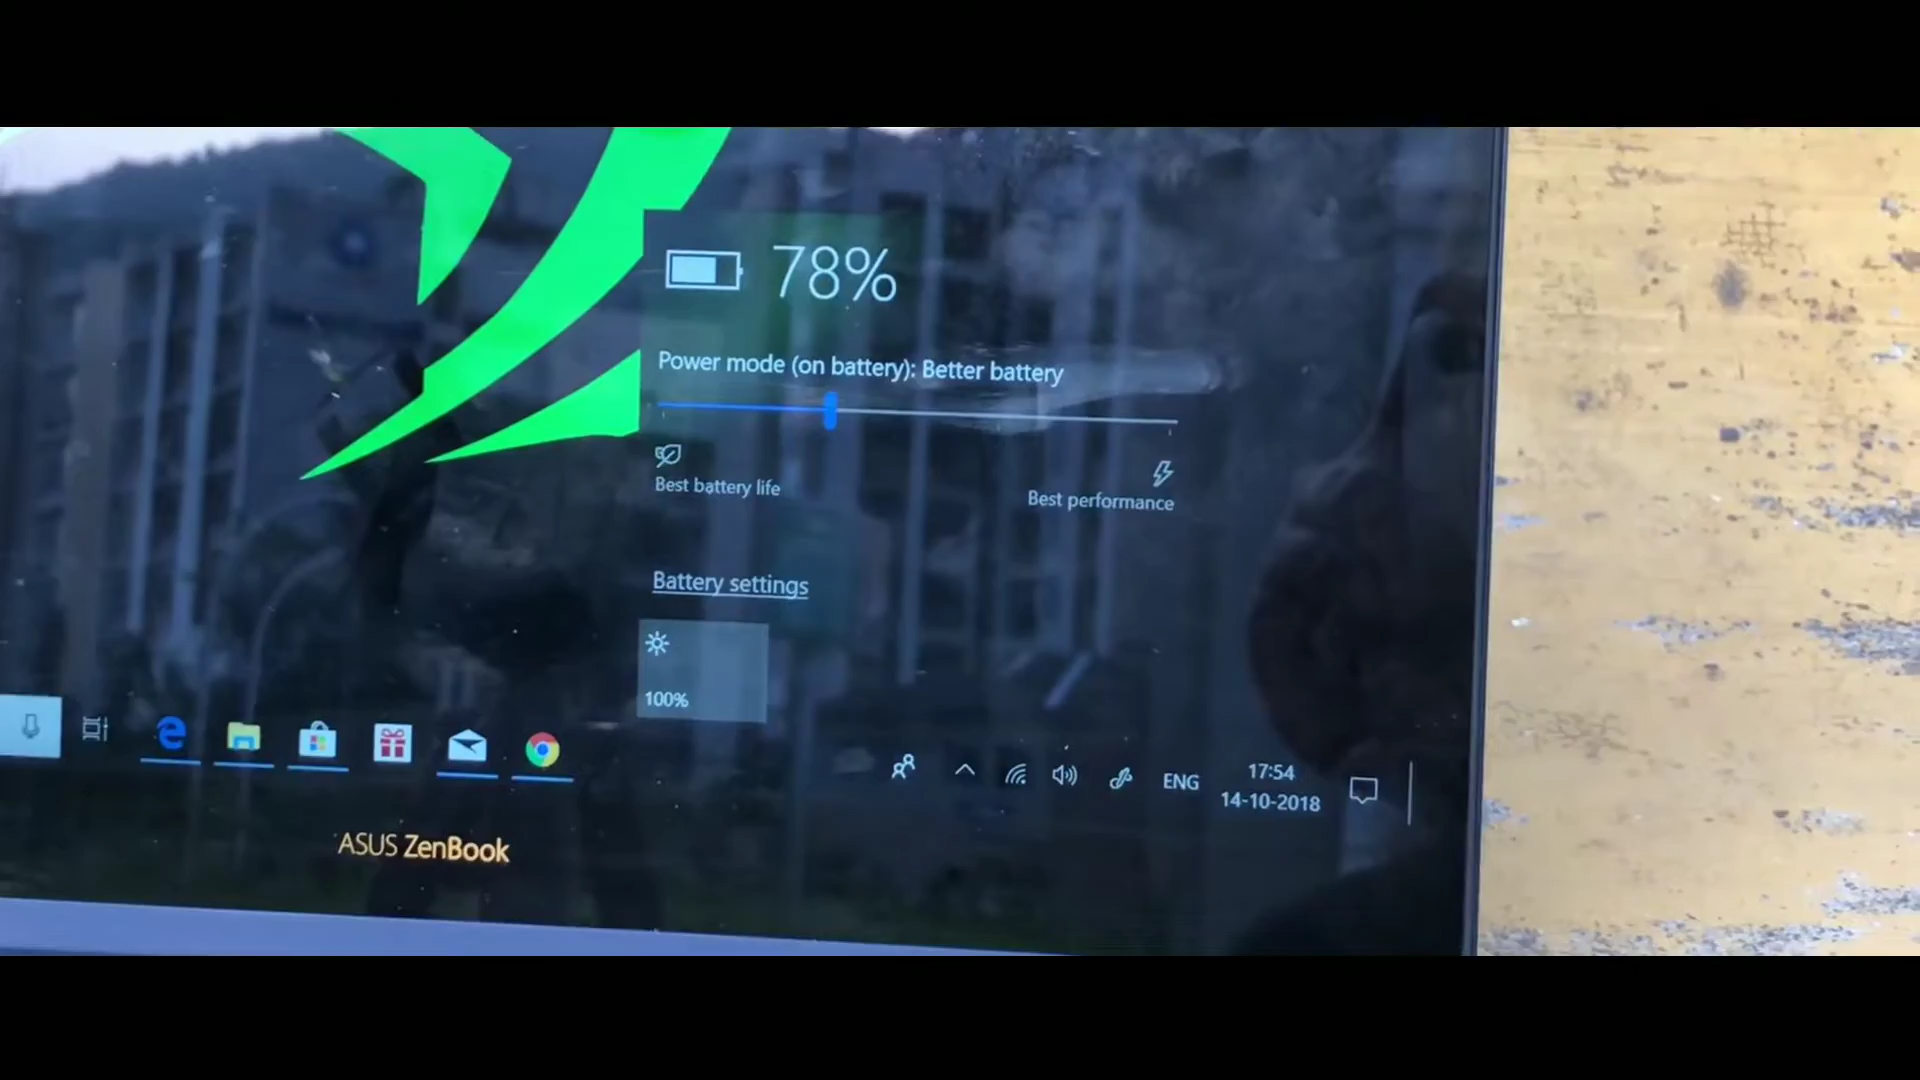 78%
Power mode (on battery): Better battery
Best battery life
Best performance
Battery settings
100%
ENG
17:54
14-10-2018
ASUS ZenBook